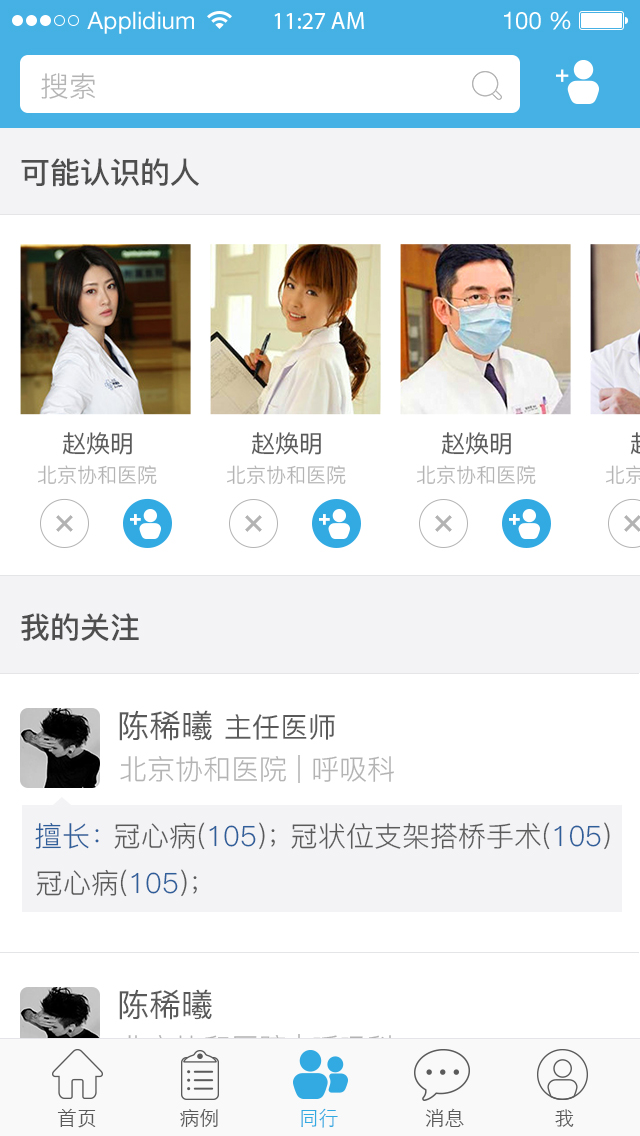 Applidium 11:27 AM 100 %
搜索
可能认识的人
赵焕明 赵焕明 赵焕明
北京协和医院 北京协和医院 北京协和医院 北京
我的关注
陈稀曦 主任医师
北京协和医院 | 呼吸科
擅长：冠心病(105)；冠状位支架搭桥手术(105)
冠心病(105)；
陈稀曦
首页 病例 同行 消息 我